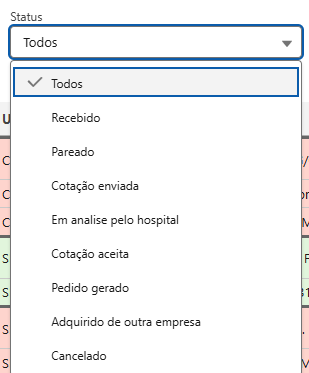 Status
Todos
Todos
Recebido
Pareado
Cotação enviada
Em analise pelo hospital
Cotação aceita
Pedido gerado
Adquirido de outra empresa
Cancelado